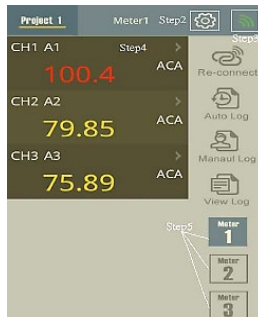 Project 1 Meter1 Step2
Step3
CH1 A1 Step4 >
100.4 ACA
Re-connect
CH2 A2 >
79.85 ACA
Auto Log
CH3 A3 >
75.89 ACA
Manaul Log
View Log
Step5
Meter
1
Meter
2
Meter
3